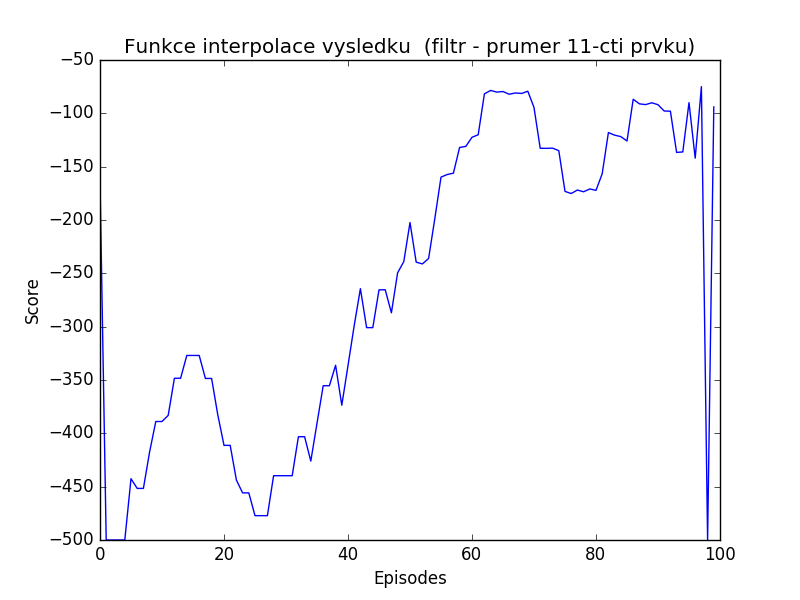 Funkce interpolace vysledku  (filtr - prumer 11-cti prvku)
−50
−100
−150
−200
−250
−300
−350
−400
−450
−500
Score
0 20 40 60 80 100
Episodes